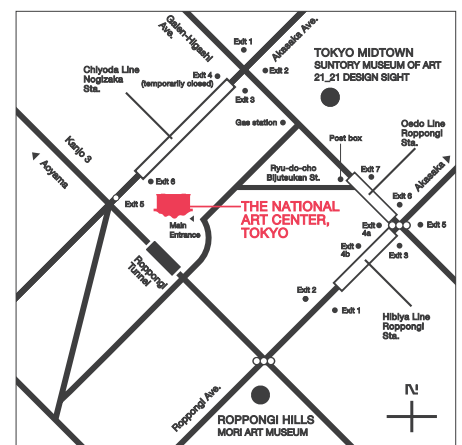 Gaien-Higashi
Ave.
Akasaka Ave.
Exit 1
Exit 2
TOKYO MIDTOWN
SUNTORY MUSEUM OF ART
21_21 DESIGN SIGHT
Chiyoda Line
Nogizaka
Sta.
Exit 4
(temporarily closed)
Exit 3
Gas station
Oedo Line
Roppongi
Sta.
Post box
Kanjo 3
Aoyama
Ryu-do-cho
Bijutsukan St.
Exit 7
Akasaka
Exit 6
Exit 5
Exit 6
THE NATIONAL
ART CENTER,
TOKYO
Main
Entrance
Exit
4a
Exit 5
Exit
4b
Exit 3
Roppongi
Tunnel
Exit 2
Exit 1
Hibiya Line
Roppongi
Sta.
Roppongi Ave.
ROPPONGI HILLS
MORI ART MUSEUM
N